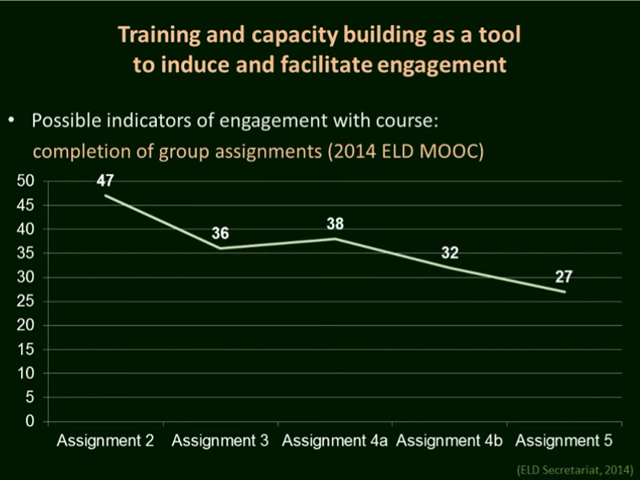 Training and capacity building as a tool
to induce and facilitate engagement
• Possible indicators of engagement with course:
completion of group assignments (2014 ELD MOOC)
50
45
40
35
30
25
20
15
10
5
0
47
36
38
32
27
Assignment 2 Assignment 3 Assignment 4a Assignment 4b Assignment 5
(ELD Secretariat, 2014)